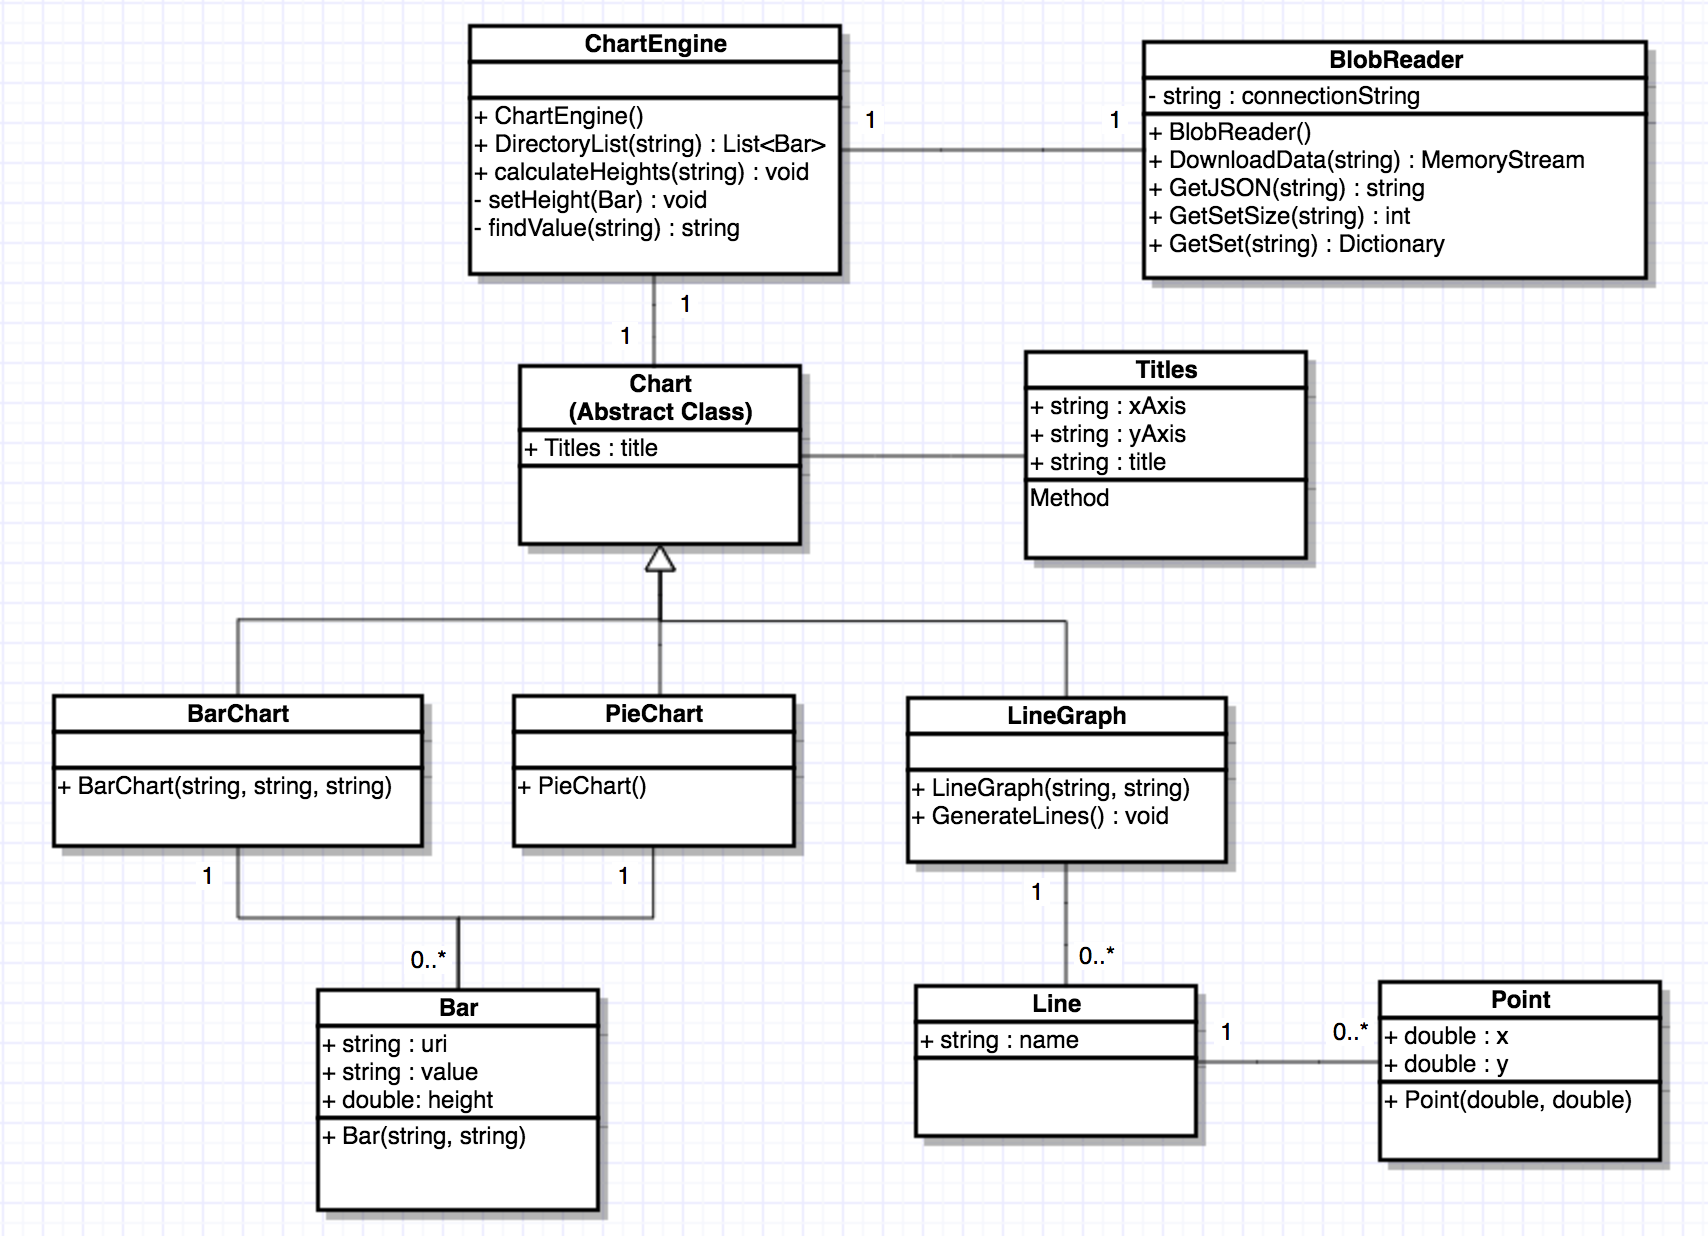 ChartEngine
+ ChartEngine()
+ DirectoryList(string) : List<Bar>
+ calculateHeights(string) : void
- setHeight(Bar) : void
- findValue(string) : string
1
1
BlobReader
- string : connectionString
+ BlobReader()
+ DownloadData(string) : MemoryStream
+ GetJSON(string) : string
+ GetSetSize(string) : int
+ GetSet(string) : Dictionary
1
1
Chart
(Abstract Class)
+ Titles : title
Titles
+ string : xAxis
+ string : yAxis
+ string : title
Method
BarChart
+ BarChart(string, string, string)
PieChart
+ PieChart()
LineGraph
+ LineGraph(string, string)
+ GenerateLines() : void
1
1
1
0..*
0..*
Bar
+ string : uri
+ string : value
+ double: height
+ Bar(string, string)
Line
+ string : name
1
0..*
Point
+ double : x
+ double : y
+ Point(double, double)